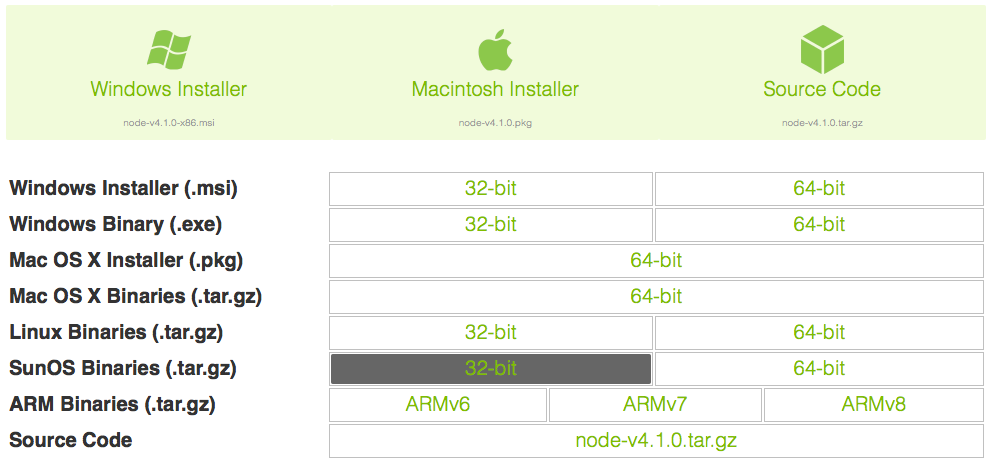 Windows Installer Macintosh Installer Source Code
node-v4.1.0-x86.msi node-v4.1.0.pkg node-v4.1.0.tar.gz
Windows Installer (.msi) 32-bit 64-bit
Windows Binary (.exe) 32-bit 64-bit
Mac OS X Installer (.pkg) 64-bit
Mac OS X Binaries (.tar.gz) 64-bit
Linux Binaries (.tar.gz) 32-bit 64-bit
SunOS Binaries (.tar.gz) 32-bit 64-bit
ARM Binaries (.tar.gz) ARMv6 ARMv7 ARMv8
Source Code node-v4.1.0.tar.gz